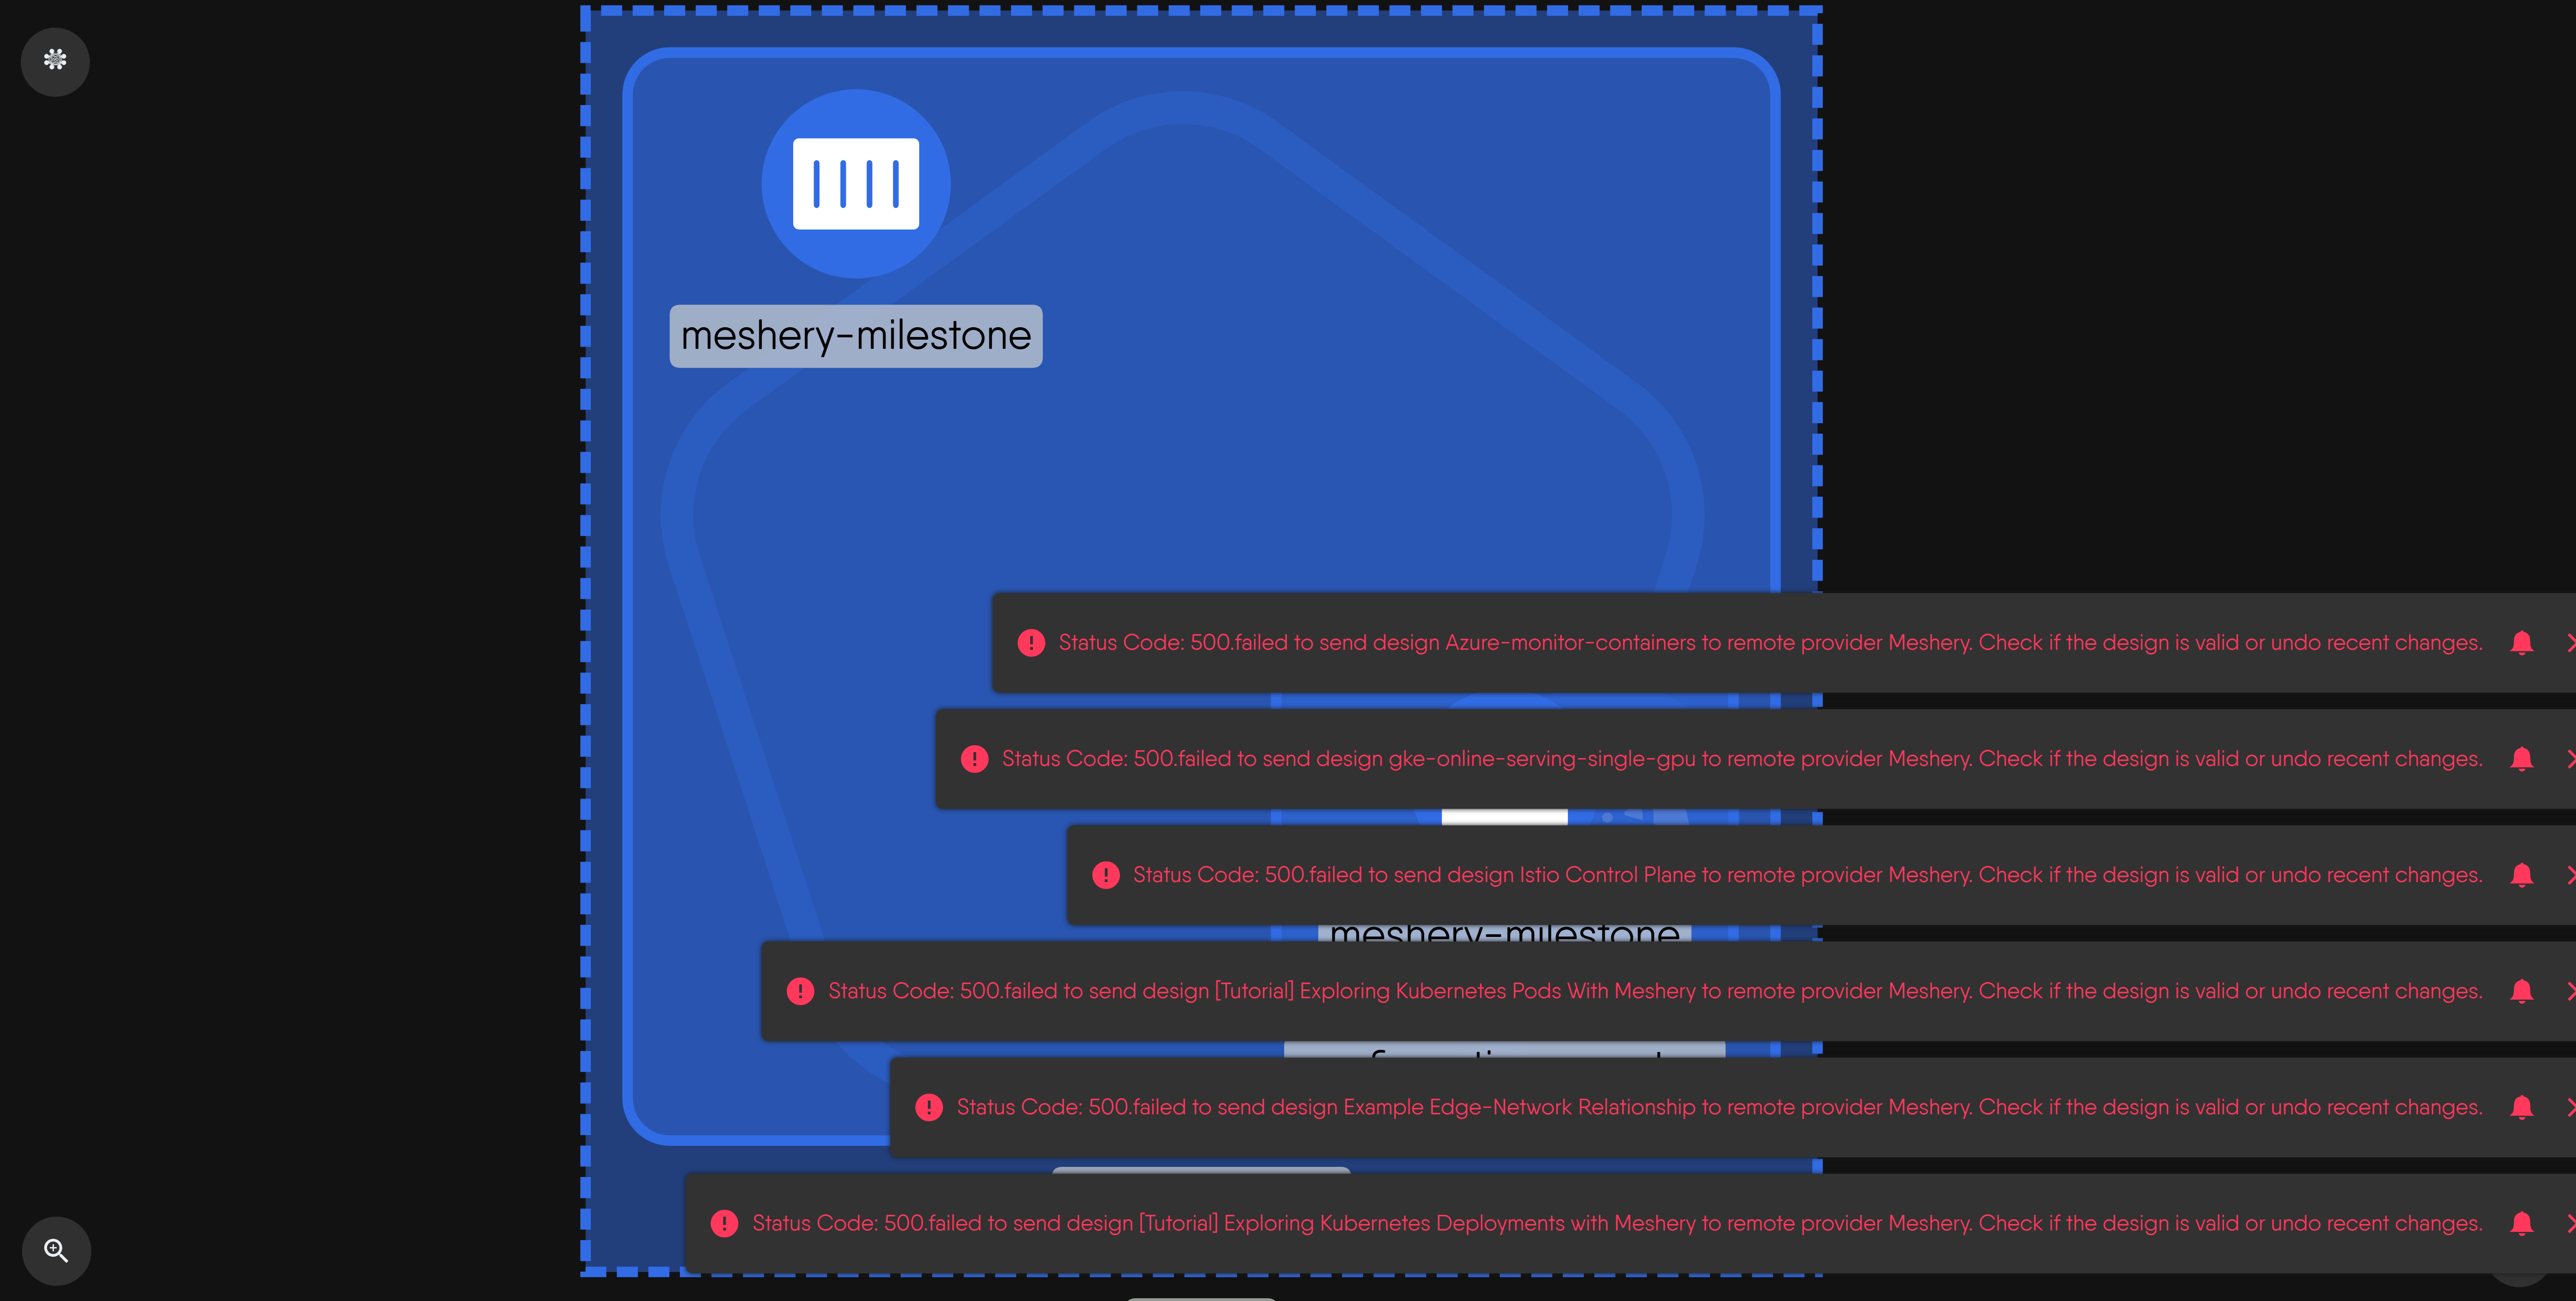 meshery-milestone
Status Code: 500.failed to send design Azure-monitor-containers to remote provider Meshery. Check if the design is valid or undo recent changes.
Status Code: 500.failed to send design gke-online-serving-single-gpu to remote provider Meshery. Check if the design is valid or undo recent changes.
Status Code: 500.failed to send design Istio Control Plane to remote provider Meshery. Check if the design is valid or undo recent changes.
meshery-milestone
Status Code: 500.failed to send design [Tutorial] Exploring Kubernetes Pods With Meshery to remote provider Meshery. Check if the design is valid or undo recent changes.
Status Code: 500.failed to send design Example Edge-Network Relationship to remote provider Meshery. Check if the design is valid or undo recent changes.
Status Code: 500.failed to send design [Tutorial] Exploring Kubernetes Deployments with Meshery to remote provider Meshery. Check if the design is valid or undo recent changes.